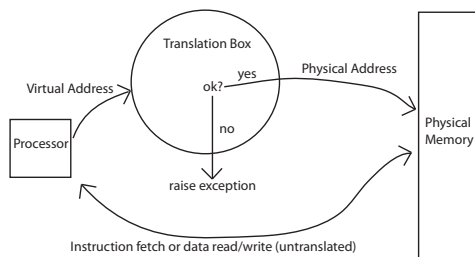 Translation Box
Virtual Address
ok?
yes
Physical Address
no
Processor
Physical
Memory
raise exception
Instruction fetch or data read/write (untranslated)